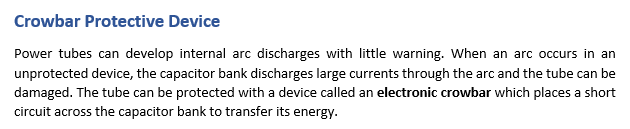 Crowbar Protective Device
Power tubes can develop internal arc discharges with little warning. When an arc occurs in an
unprotected device, the capacitor bank discharges large currents through the arc and the tube can be
damaged. The tube can be protected with a device called an electronic crowbar which places a short
circuit across the capacitor bank to transfer its energy.